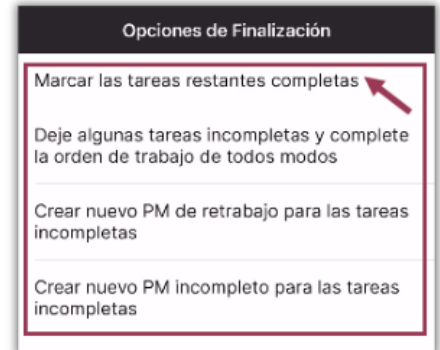 Opciones de Finalización
Marcar las tareas restantes completas
Deje algunas tareas incompletas y complete
la orden de trabajo de todos modos
Crear nuevo PM de retrabajo para las tareas
incompletas
Crear nuevo PM incompleto para las tareas
incompletas